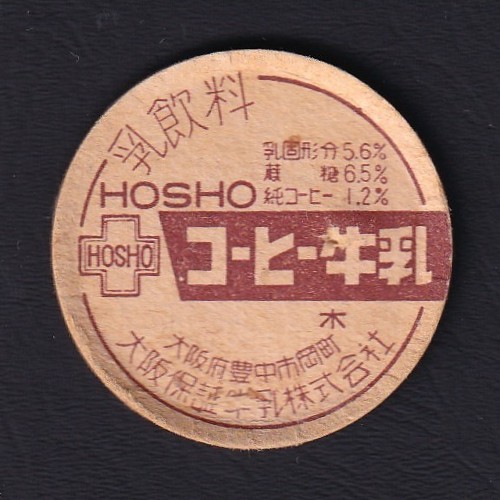 乳飲料
乳固形分 5.6%
蔗糖 6.5%
純コーヒー 1.2%
HOSHO
HOSHO
コーヒー牛乳
木
大阪府豊中市岡町
大阪保証牛乳株式会社